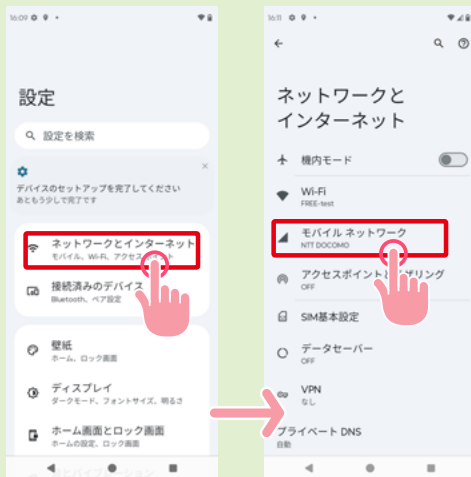 16:09
設定
設定を検索
デバイスのセットアップを完了してください
あともう少しで完了です
ネットワークとインターネット
モバイル、Wi-Fi、アクセス
接続済みのデバイス
Bluetooth、ペア設定
壁紙
ホーム、ロック画面
ディスプレイ
ダークモード、フォントサイズ、明るさ
ホーム画面とロック画面
ホームの設定、ロック画面
16:11
ネットワークと
インターネット
機内モード
Wi-Fi
FREE-test
モバイル ネットワーク
NTT DOCOMO
アクセスポイントと ザリング
OFF
SIM基本設定
データセーバー
OFF
VPN
なし
プライベート DNS
自動